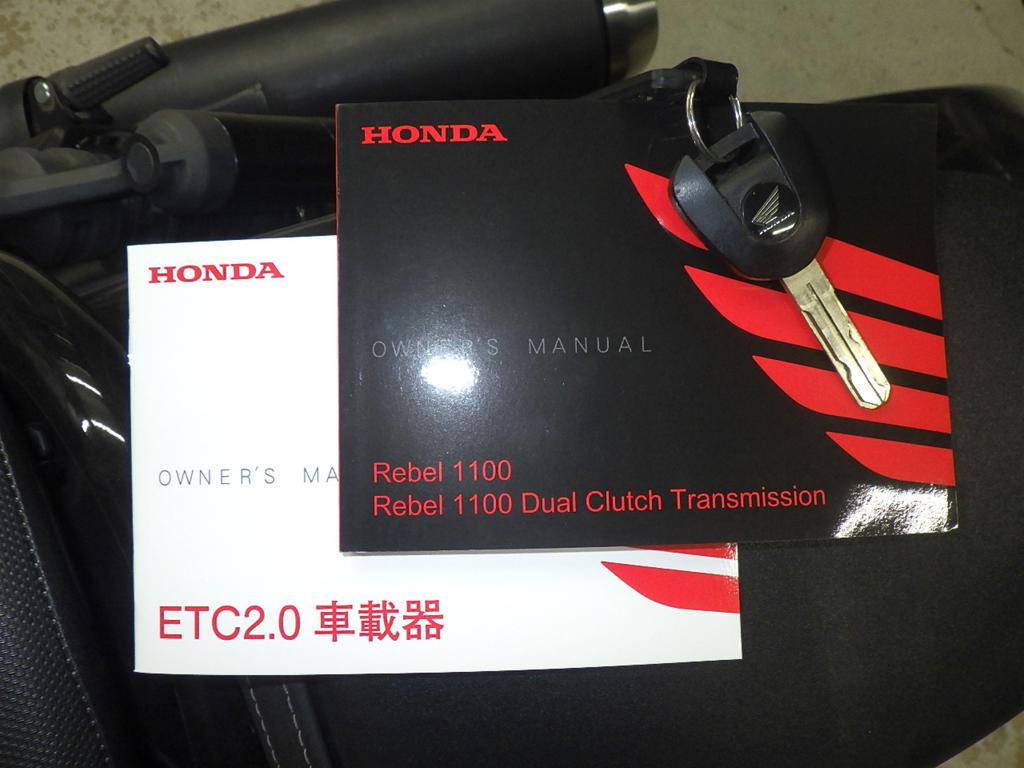 HONDA
OWNER'S MANUAL
Rebel 1100
Rebel 1100 Dual Clutch Transmission
HONDA
OWNER'S MA
ETC2.0 車載器